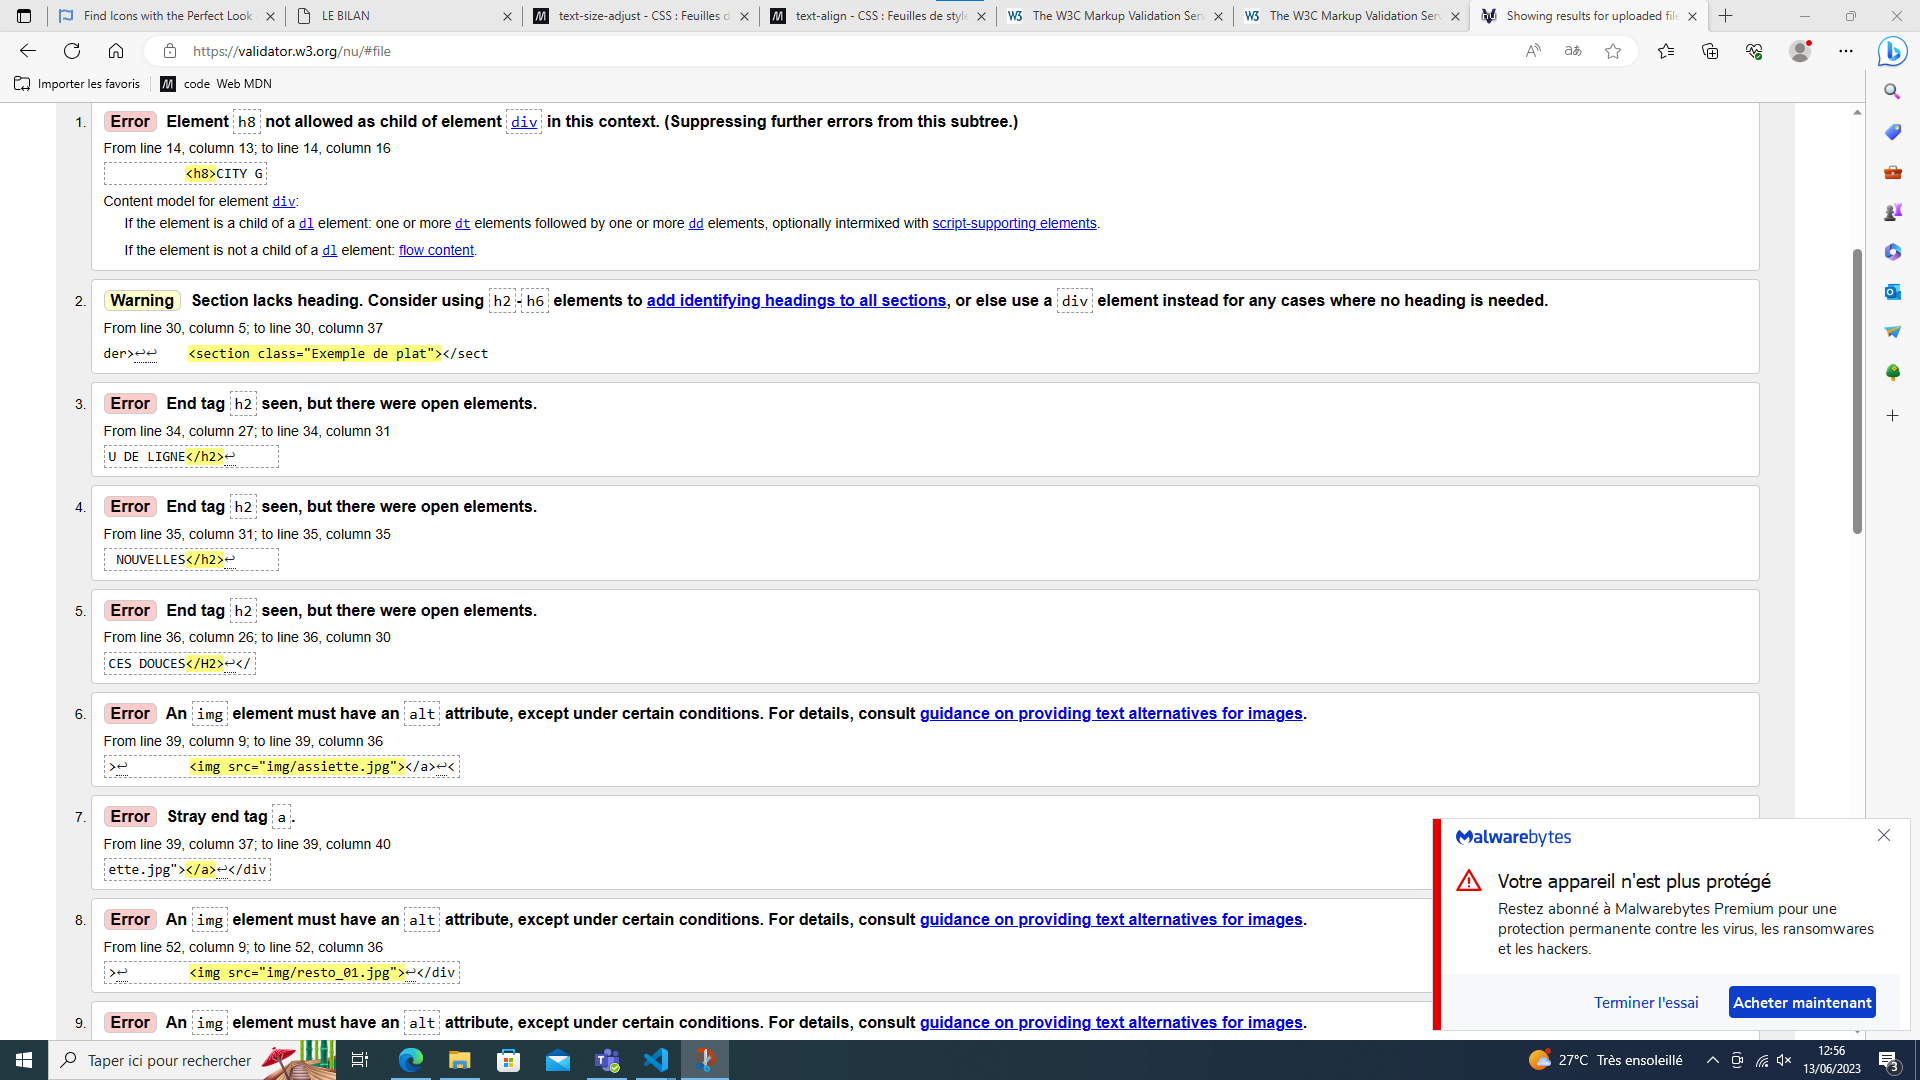 Find Icons with the Perfect Look
LE BILAN
text-size-adjust - CSS : Feuilles d
text-align - CSS : Feuilles de style
The W3C Markup Validation Serv
The W3C Markup Validation Serv
Showing results for uploaded file
https://validator.w3.org/nu/#file
Importer les favoris
code Web MDN
1. Error Element h8 not allowed as child of element div in this context. (Suppressing further errors from this subtree.)
From line 14, column 13; to line 14, column 16
<h8>CITY G
Content model for element div:
If the element is a child of a dl element: one or more dt elements followed by one or more dd elements, optionally intermixed with script-supporting elements.
If the element is not a child of a dl element: flow content.
2. Warning Section lacks heading. Consider using h2-h6 elements to add identifying headings to all sections, or else use a div element instead for any cases where no heading is needed.
From line 30, column 5; to line 30, column 37
der>↩↩ <section class="Exemple de plat"></sect
3. Error End tag h2 seen, but there were open elements.
From line 34, column 27; to line 34, column 31
U DE LIGNE</h2>↩
4. Error End tag h2 seen, but there were open elements.
From line 35, column 31; to line 35, column 35
NOUVELLES</h2>↩
5. Error End tag h2 seen, but there were open elements.
From line 36, column 26; to line 36, column 30
CES DOUCES</H2>↩</
6. Error An img element must have an alt attribute, except under certain conditions. For details, consult guidance on providing text alternatives for images.
From line 39, column 9; to line 39, column 36
>↩ <img src="img/assiette.jpg"></a>↩<
7. Error Stray end tag a.
From line 39, column 37; to line 39, column 40
ette.jpg"></a>↩</div
8. Error An img element must have an alt attribute, except under certain conditions. For details, consult guidance on providing text alternatives for images.
From line 52, column 9; to line 52, column 36
>↩ <img src="img/resto_01.jpg">↩</div
9. Error An img element must have an alt attribute, except under certain conditions. For details, consult guidance on providing text alternatives for images.
Malwarebytes
Votre appareil n'est plus protégé
Restez abonné à Malwarebytes Premium pour une
protection permanente contre les virus, les ransomwares
et les hackers.
Terminer l'essai
Acheter maintenant
Taper ici pour rechercher
27°C Très ensoleillé
12:56
13/06/2023
3